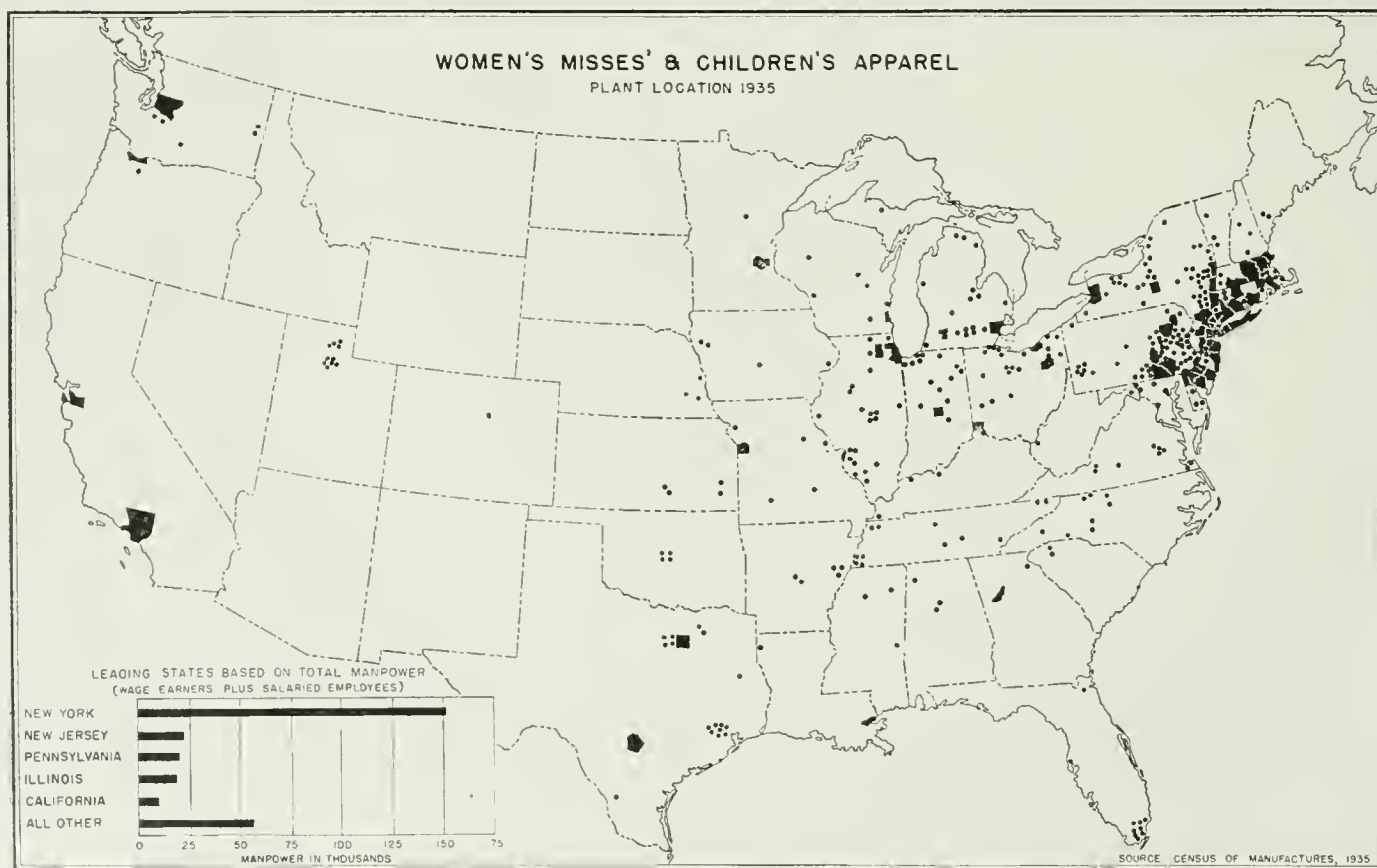 WOMEN'S MISSES' & CHILDREN'S APPAREL
PLANT LOCATION 1935
LEADING STATES BASED ON TOTAL MANPOWER
(WAGE EARNERS PLUS SALARIED EMPLOYEES)
NEW YORK
NEW JERSEY
PENNSYLVANIA
ILLINOIS
CALIFORNIA
ALL OTHER
0 25 50 75 100 150 75
MANPOWER IN THOUSANDS
SOURCE CENSUS OF MANUFACTURES, 1935